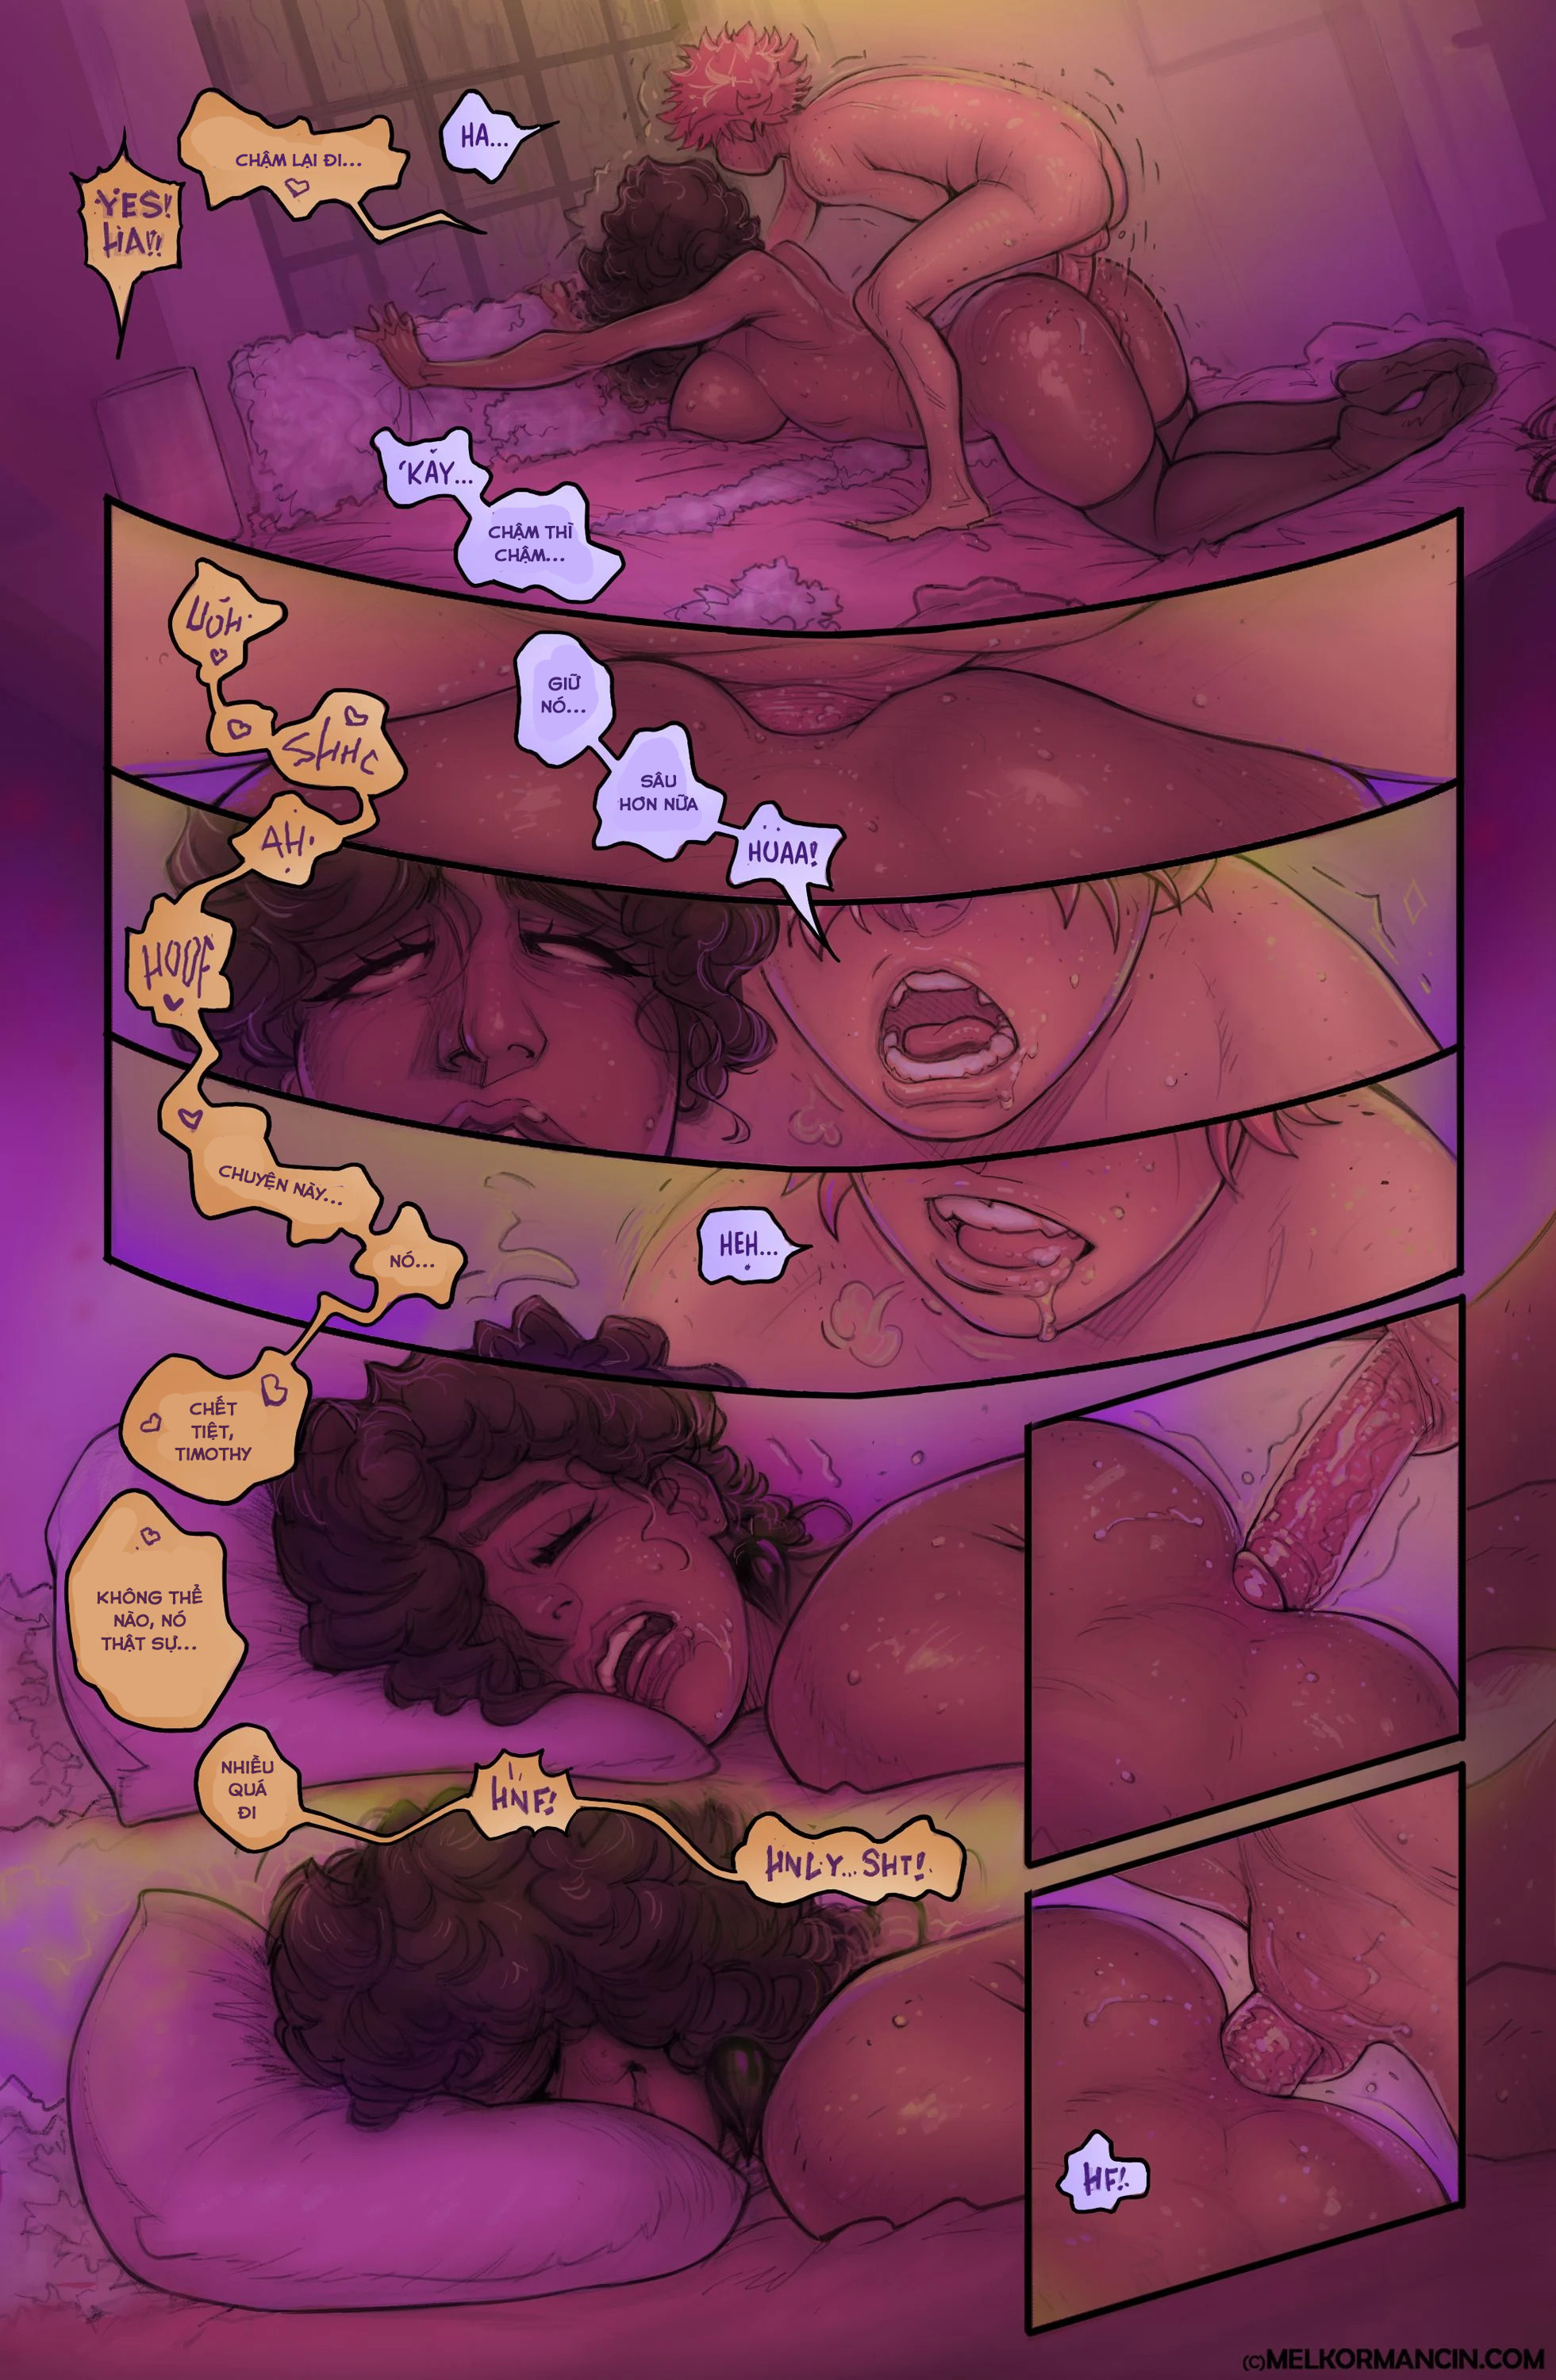 HA...
CHẬM LẠI ĐI...
YES!
HA!!
'KAY...
CHẬM THÌ
CHẬM...
UOH
SHHC
AH
HOOF
GIỮ
NÓ...
SÂU
HƠN NỮA
HUAA!
CHUYỆN NÀY...
NÓ...
HEH...
CHẾT
TIỆT,
TIMOTHY
KHÔNG THỂ
NÀO, NÓ
THẬT SỰ...
NHIỀU
QUÁ
ĐI
HNF!
HNLY... SHT!
HF!
(C)MELKORMANCIN.COM